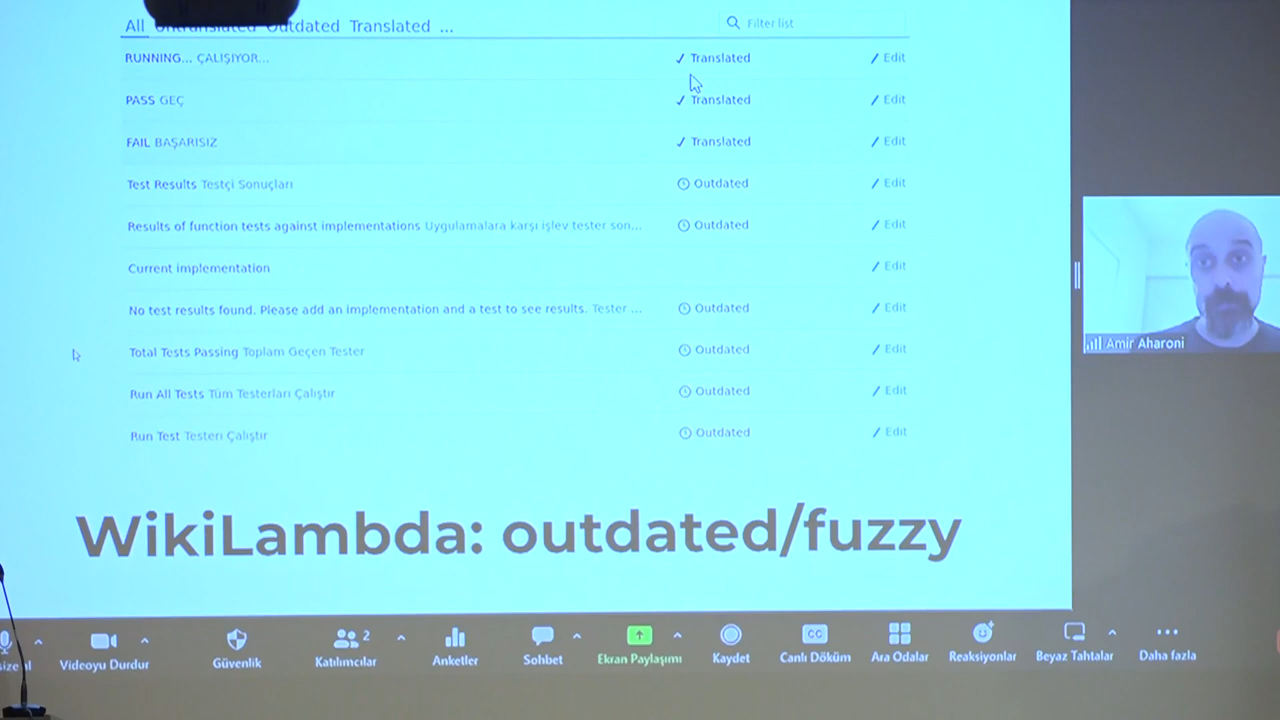 All Untranslated Outdated Translated ... Filter list
RUNNING... ÇALIŞIYOR... Translated Edit
PASS GEÇ Translated Edit
FAIL BAŞARISIZ Translated Edit
Test Results Testçi Sonuçları Outdated Edit
Results of function tests against implementations Uygulamalara karşı işlev tester son... Outdated Edit
Current implementation Edit
No test results found. Please add an implementation and a test to see results. Tester ... Outdated Edit
Total Tests Passing Toplam Geçen Tester Outdated Edit
Run All Tests Tüm Testerları Çalıştır Outdated Edit
Run Test Testeri Çalıştır Outdated Edit
Amir Aharoni
WikiLambda: outdated/fuzzy
2
CC
Videoyu Durdur Güvenlik Katılımcılar Anketler Sohbet Ekran Paylaşımı Kaydet Canlı Döküm Ara Odalar Reaksiyonlar Beyaz Tahtalar Daha fazla